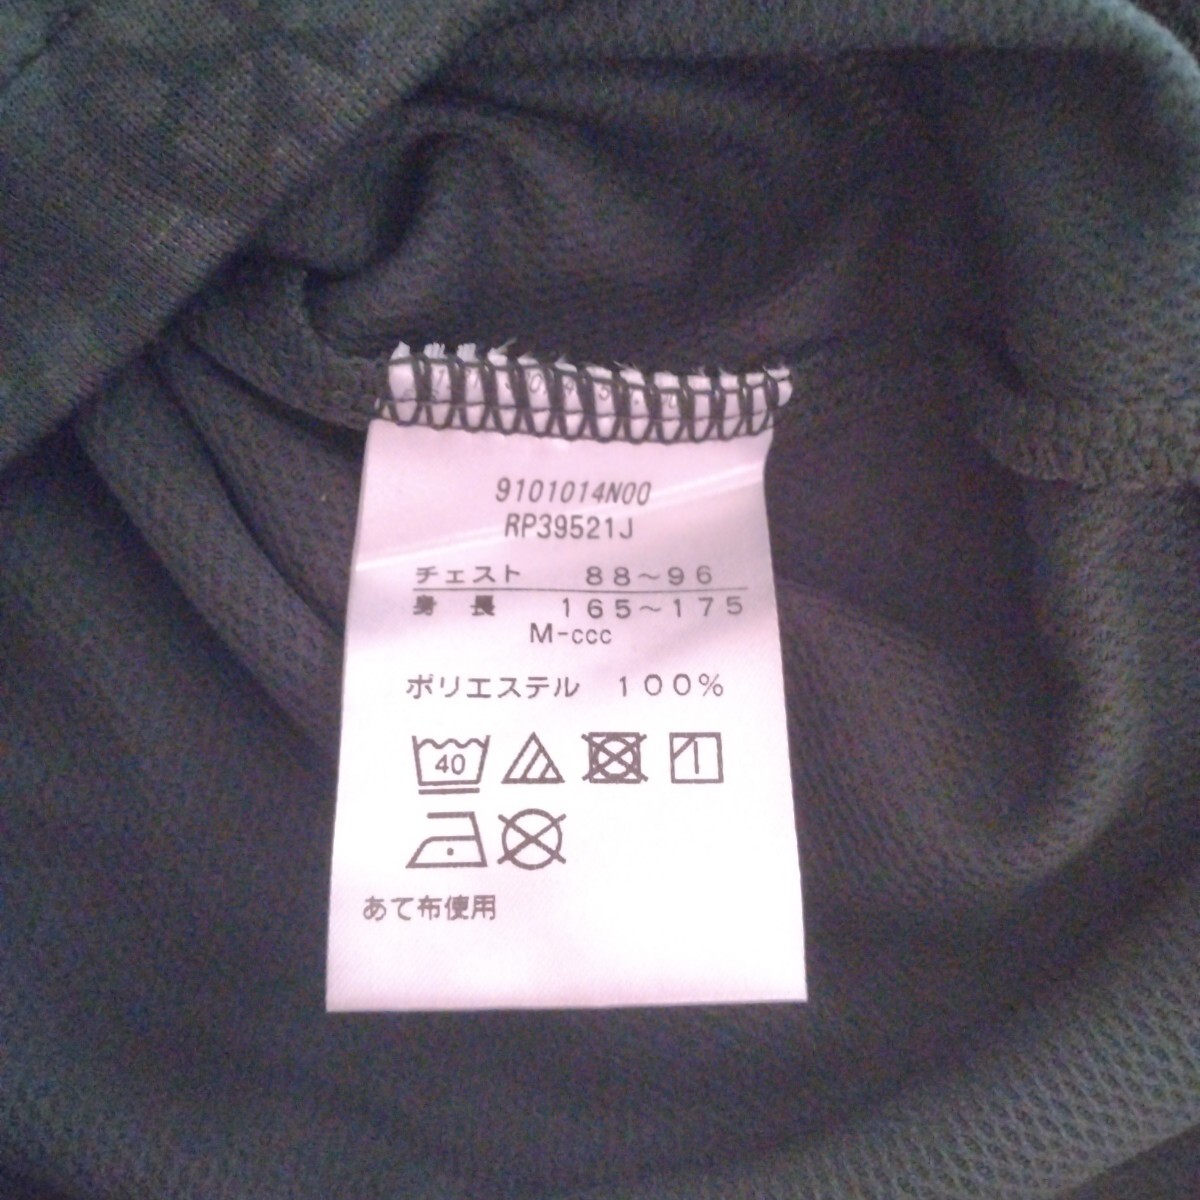 9101014N00
RP39521J
チェスト 88～96
身長 165～175
M-ccc
ポリエステル 100%
40
あて布使用